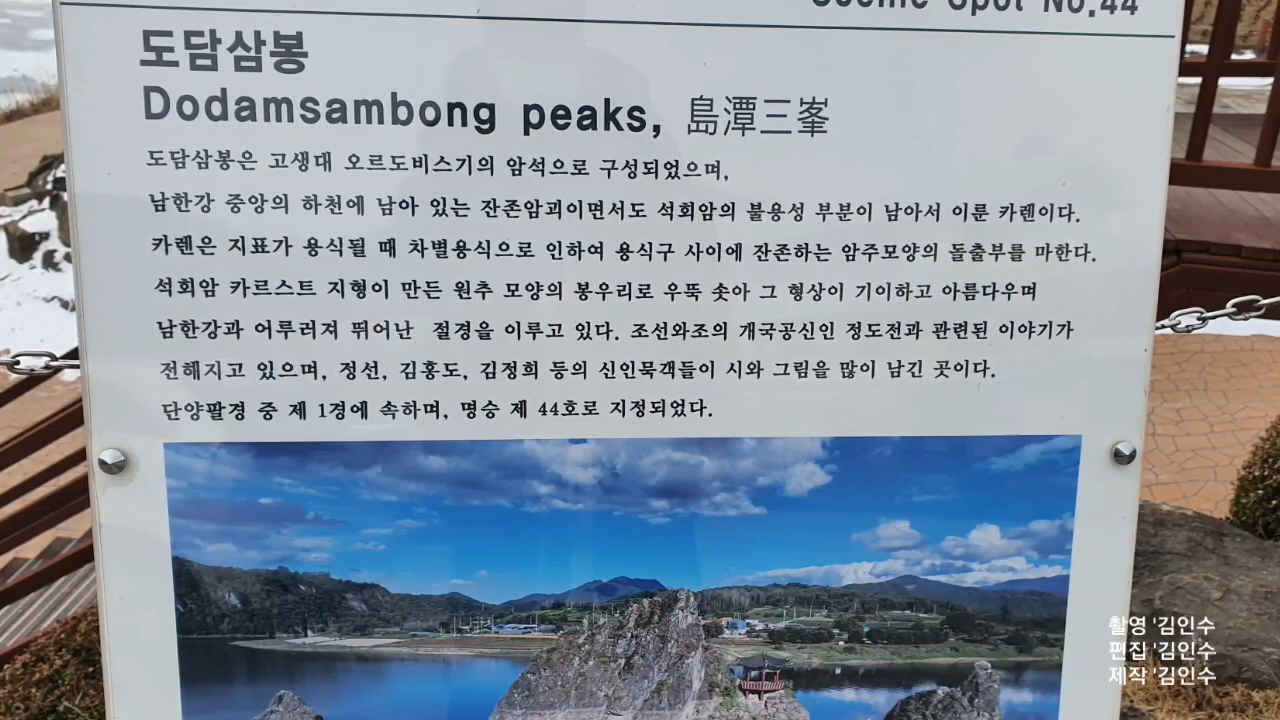 Scenic Spot No.44
도담삼봉
Dodamsambong peaks, 島潭三峯
도담삼봉은 고생대 오르도비스기의 암석으로 구성되었으며,
남한강 중앙의 하천에 남아 있는 잔존암괴이면서도 석회암의 불용성 부분이 남아서 이룬 카렌이다.
카렌은 지표가 용식될 때 차별용식으로 인하여 용식구 사이에 잔존하는 암주모양의 돌출부를 마한다.
석회암 카르스트 지형이 만든 원추 모양의 봉우리로 우뚝 솟아 그 형상이 기이하고 아름다우며
남한강과 어루러져 뛰어난 절경을 이루고 있다. 조선와조의 개국공신인 정도전과 관련된 이야기가
전해지고 있으며, 정선, 김홍도, 김정희 등의 신인묵객들이 시와 그림을 많이 남긴 곳이다.
단양팔경 중 제 1경에 속하며, 명승 제 44호로 지정되었다.
촬영 '김인수
편집 '김인수
제작 '김인수